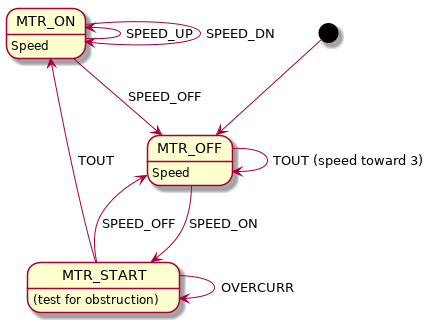 MTR_ON
Speed
SPEED_UP
SPEED_DN
SPEED_OFF
MTR_OFF
Speed
TOUT (speed toward 3)
TOUT
SPEED_OFF
SPEED_ON
MTR_START
(test for obstruction)
OVERCURR